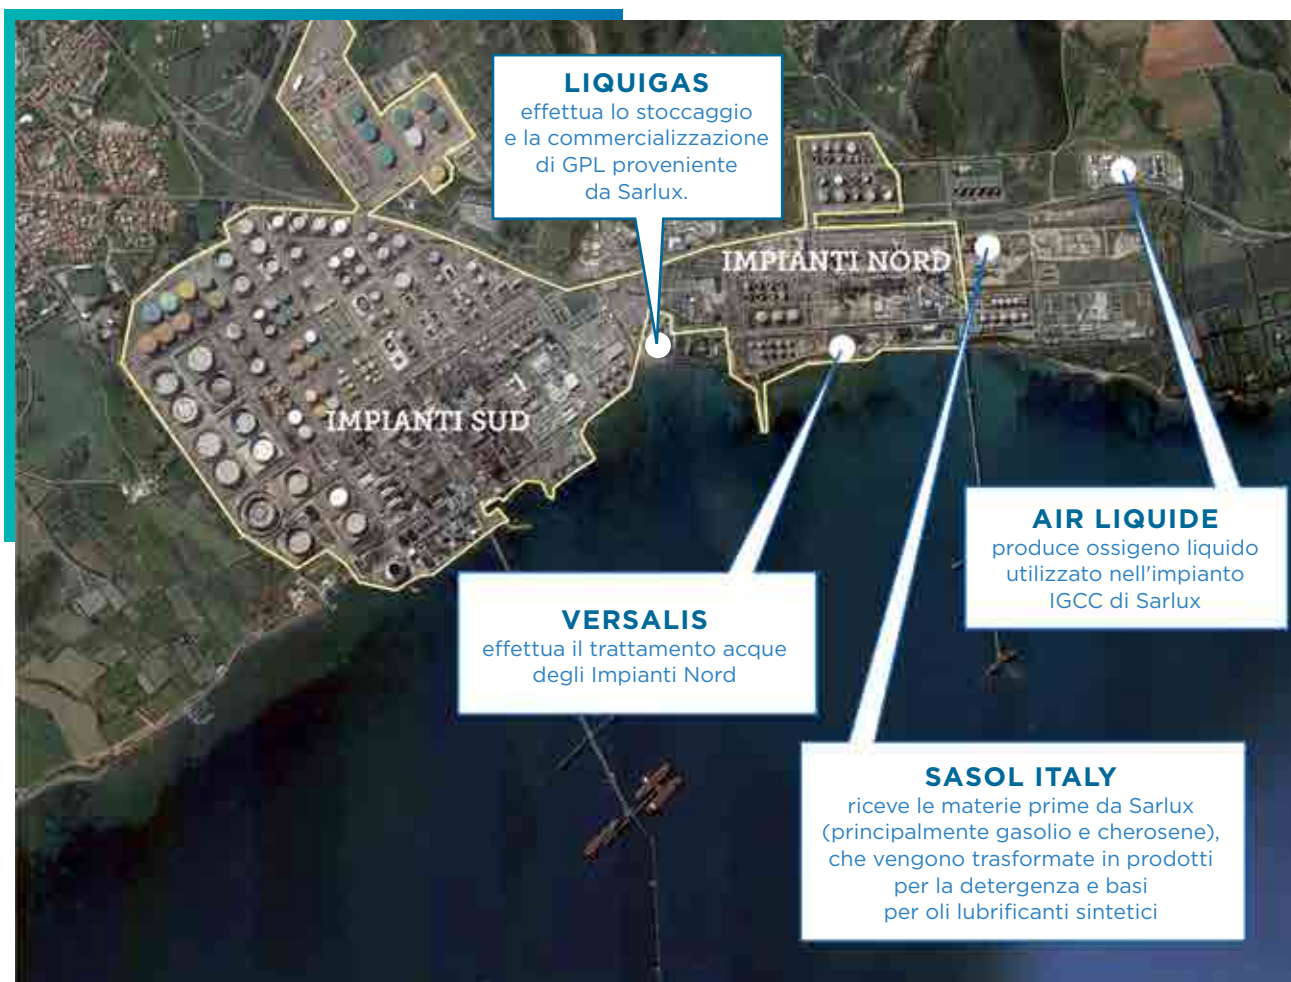 LIQUIGAS
effettua lo stoccaggio
e la commercializzazione
di GPL proveniente
da Sarlux.
IMPIANTI NORD
IMPIANTI SUD
AIR LIQUIDE
produce ossigeno liquido
utilizzato nell'impianto
IGCC di Sarlux
VERSALIS
effettua il trattamento acque
degli Impianti Nord
SASOL ITALY
riceve le materie prime da Sarlux
(principalmente gasolio e cherosene),
che vengono trasformate in prodotti
per la detergenza e basi
per oli lubrificanti sintetici